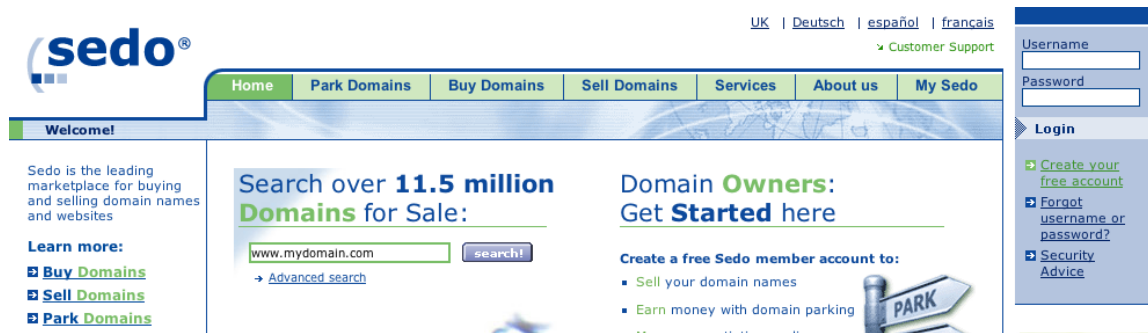 UK | Deutsch | español | français
Customer Support
sedo®
Home Park Domains Buy Domains Sell Domains Services About us My Sedo
Welcome!
Sedo is the leading
marketplace for buying
and selling domain names
and websites
Learn more:
Buy Domains
Sell Domains
Park Domains
Search over 11.5 million
Domains for Sale:
www.mydomain.com search!
Advanced search
Domain Owners:
Get Started here
Create a free Sedo member account to:
Sell your domain names
Earn money with domain parking
PARK
Username
Password
Login
Create your
free account
Forgot
username or
password?
Security
Advice